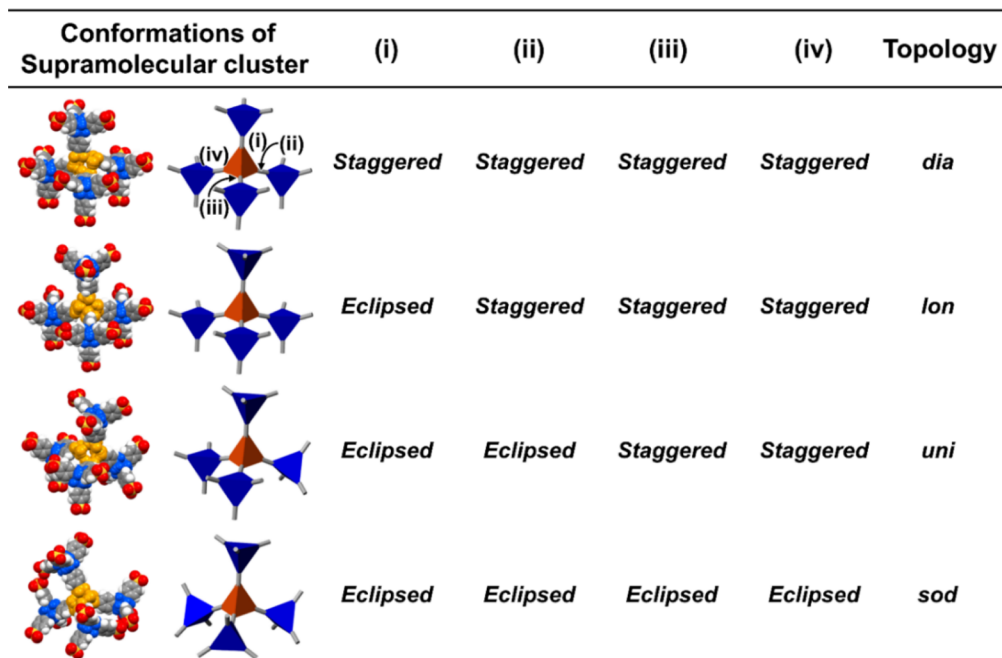 Conformations of
Supramolecular cluster
(i)
(ii)
(iii)
(iv)
Topology
(i)
(ii)
(iv)
(iii)
Staggered
Staggered
Staggered
Staggered
dia
Eclipsed
Staggered
Staggered
Staggered
lon
Eclipsed
Eclipsed
Staggered
Staggered
uni
Eclipsed
Eclipsed
Eclipsed
Eclipsed
sod